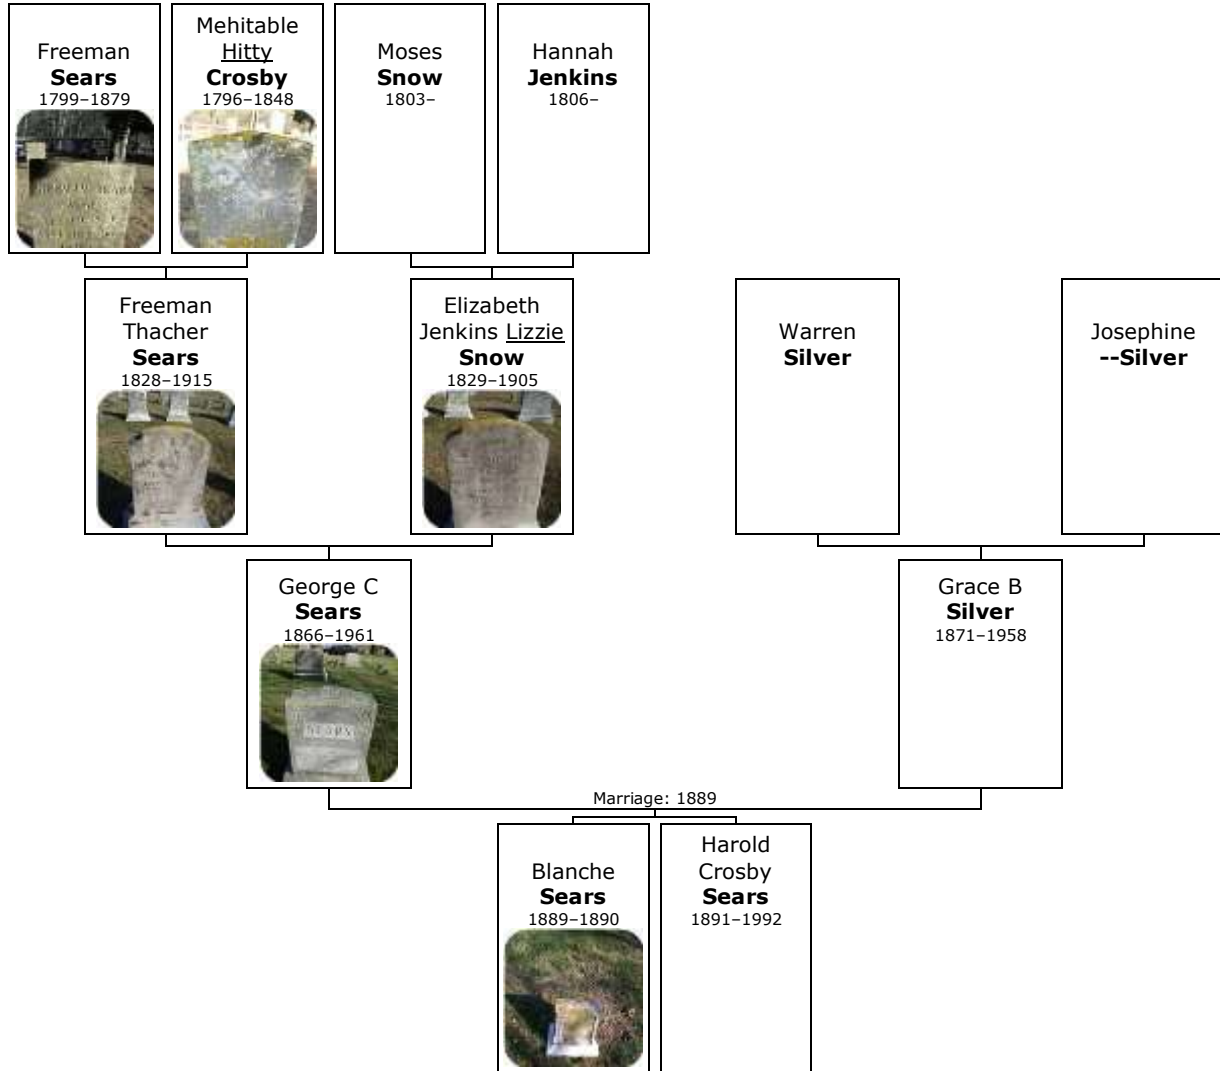 Freeman
Sears
1799–1879
Mehitable
Hitty
Crosby
1796–1848
Moses
Snow
1803–
Hannah
Jenkins
1806–
Freeman
Thacher
Sears
1828–1915
Elizabeth
Jenkins Lizzie
Snow
1829–1905
Warren
Silver
Josephine
--Silver
George C
Sears
1866–1961
SEARS
Grace B
Silver
1871–1958
Marriage: 1889
Blanche
Sears
1889–1890
Harold
Crosby
Sears
1891–1992